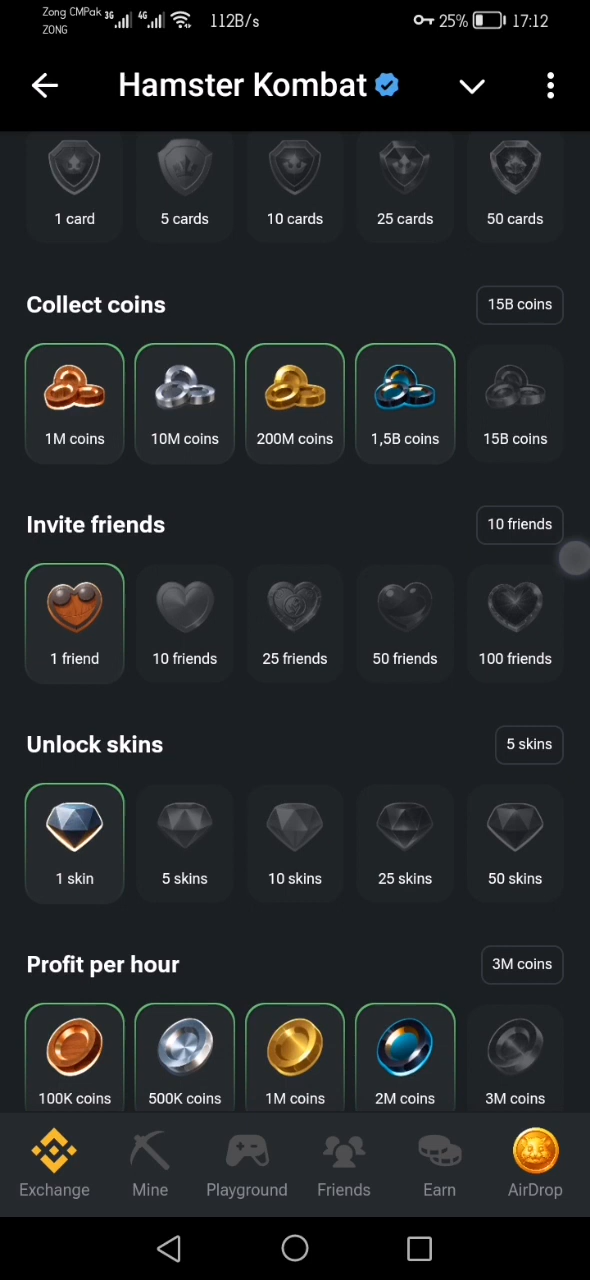 Zong CMPak 3G 4G
ZONG
112B/s
25% 17:12
Hamster Kombat
1 card 5 cards 10 cards 25 cards 50 cards
Collect coins 15B coins
1M coins 10M coins 200M coins 1,5B coins 15B coins
Invite friends 10 friends
1 friend 10 friends 25 friends 50 friends 100 friends
Unlock skins 5 skins
1 skin 5 skins 10 skins 25 skins 50 skins
Profit per hour 3M coins
100K coins 500K coins 1M coins 2M coins 3M coins
Exchange Mine Playground Friends Earn AirDrop